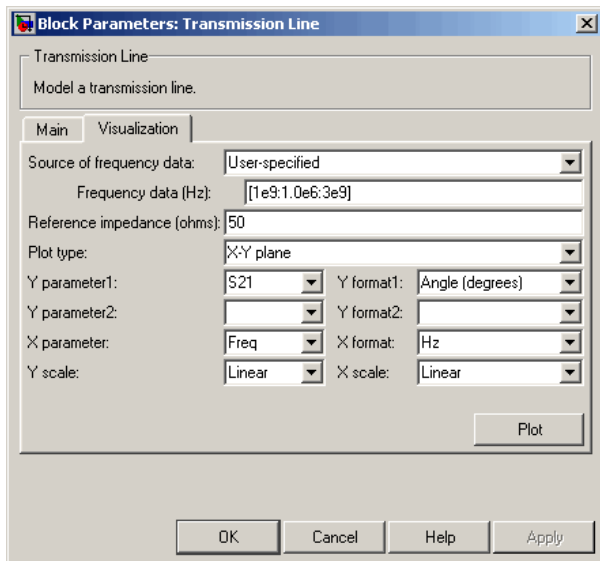 Block Parameters: Transmission Line
Transmission Line
Model a transmission line.
Main Visualization
Source of frequency data: User-specified
Frequency data (Hz): [1e9:1.0e6:3e9]
Reference impedance (ohms): 50
Plot type: X-Y plane
Y parameter1: S21 Y format1: Angle (degrees)
Y parameter2: Y format2:
X parameter: Freq X format: Hz
Y scale: Linear X scale: Linear
Plot
OK Cancel Help Apply